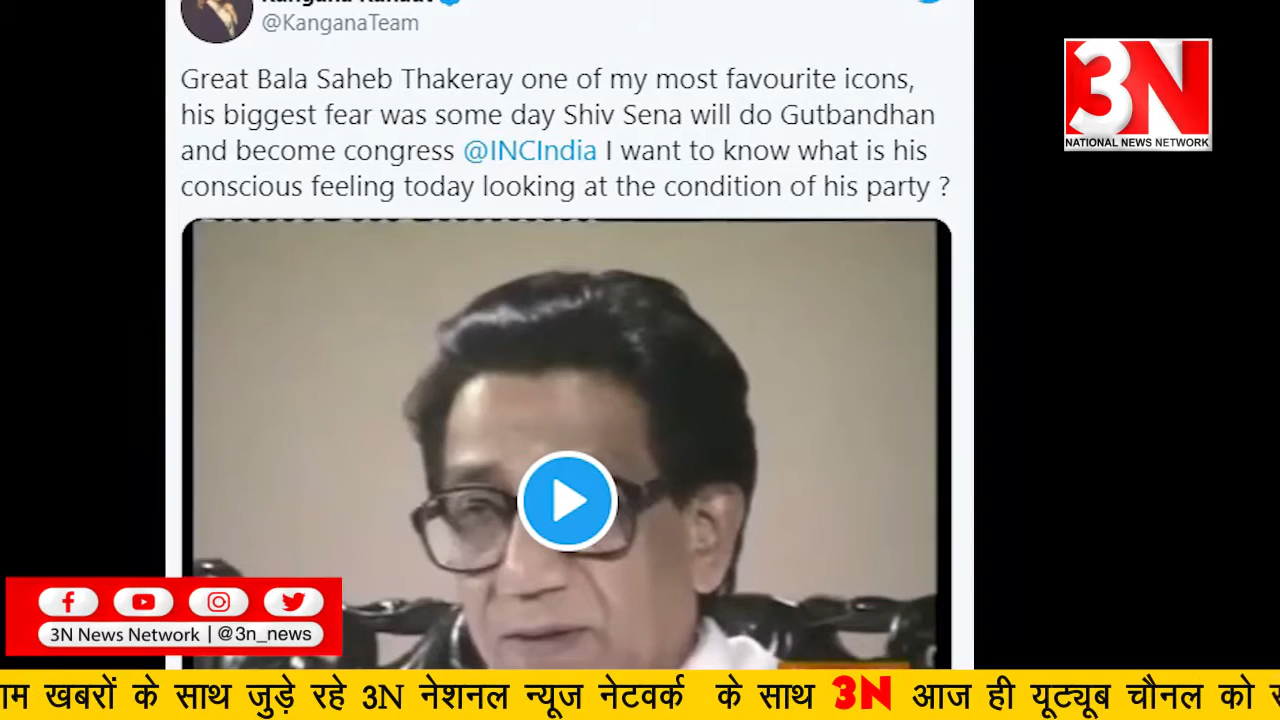 @KanganaTeam
Great Bala Saheb Thakeray one of my most favourite icons,
his biggest fear was some day Shiv Sena will do Gutbandhan
and become congress @INCIndia I want to know what is his
conscious feeling today looking at the condition of his party ?
3N
NATIONAL NEWS NETWORK
3N News Network | @3n_news
खबरों के साथ जुड़े रहे 3N नेशनल न्यूज नेटवर्क के साथ 3N आज ही यूट्यूब चौनल को